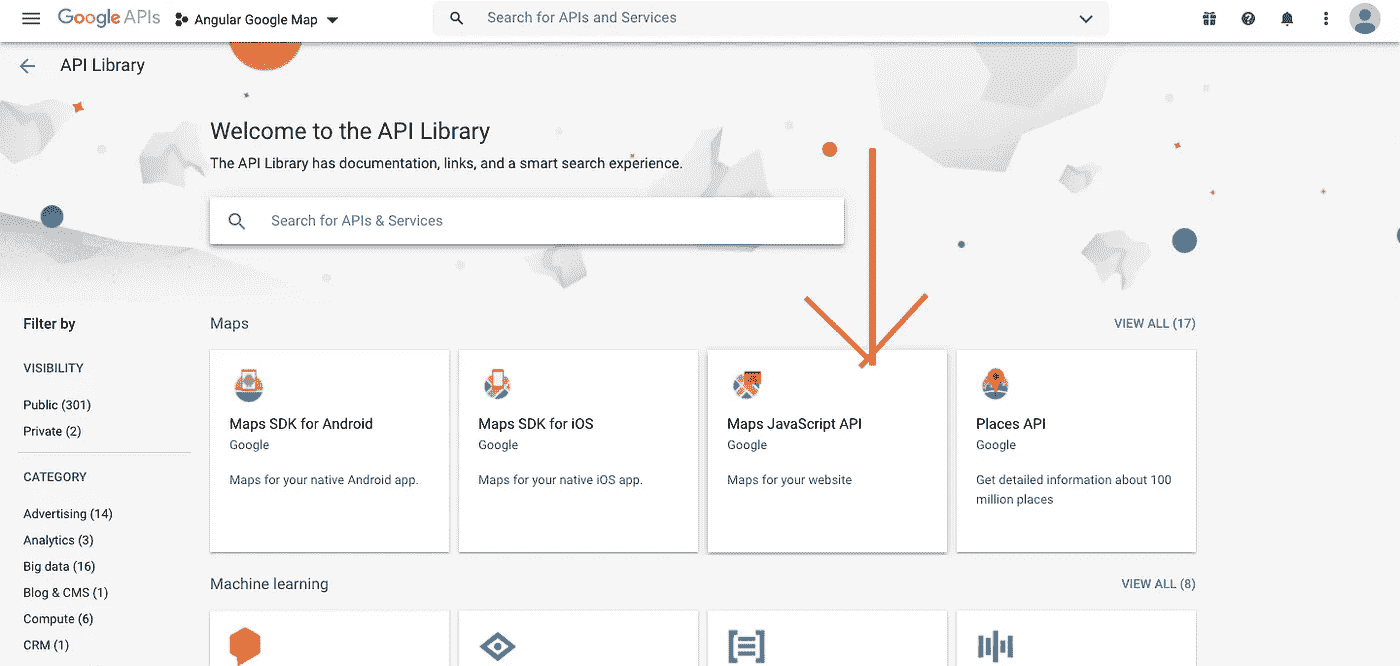 Google APIs
Angular Google Map
Search for APIs and Services
API Library
Welcome to the API Library
The API Library has documentation, links, and a smart search experience.
Search for APIs & Services
Filter by
VISIBILITY
Public (301)
Private (2)
CATEGORY
Advertising (14)
Analytics (3)
Big data (16)
Blog & CMS (1)
Compute (6)
CRM (1)
Maps
VIEW ALL (17)
Maps SDK for Android
Google
Maps for your native Android app.
Maps SDK for iOS
Google
Maps for your native iOS app.
Maps JavaScript API
Google
Maps for your website
Places API
Google
Get detailed information about 100
million places
Machine learning
VIEW ALL (8)